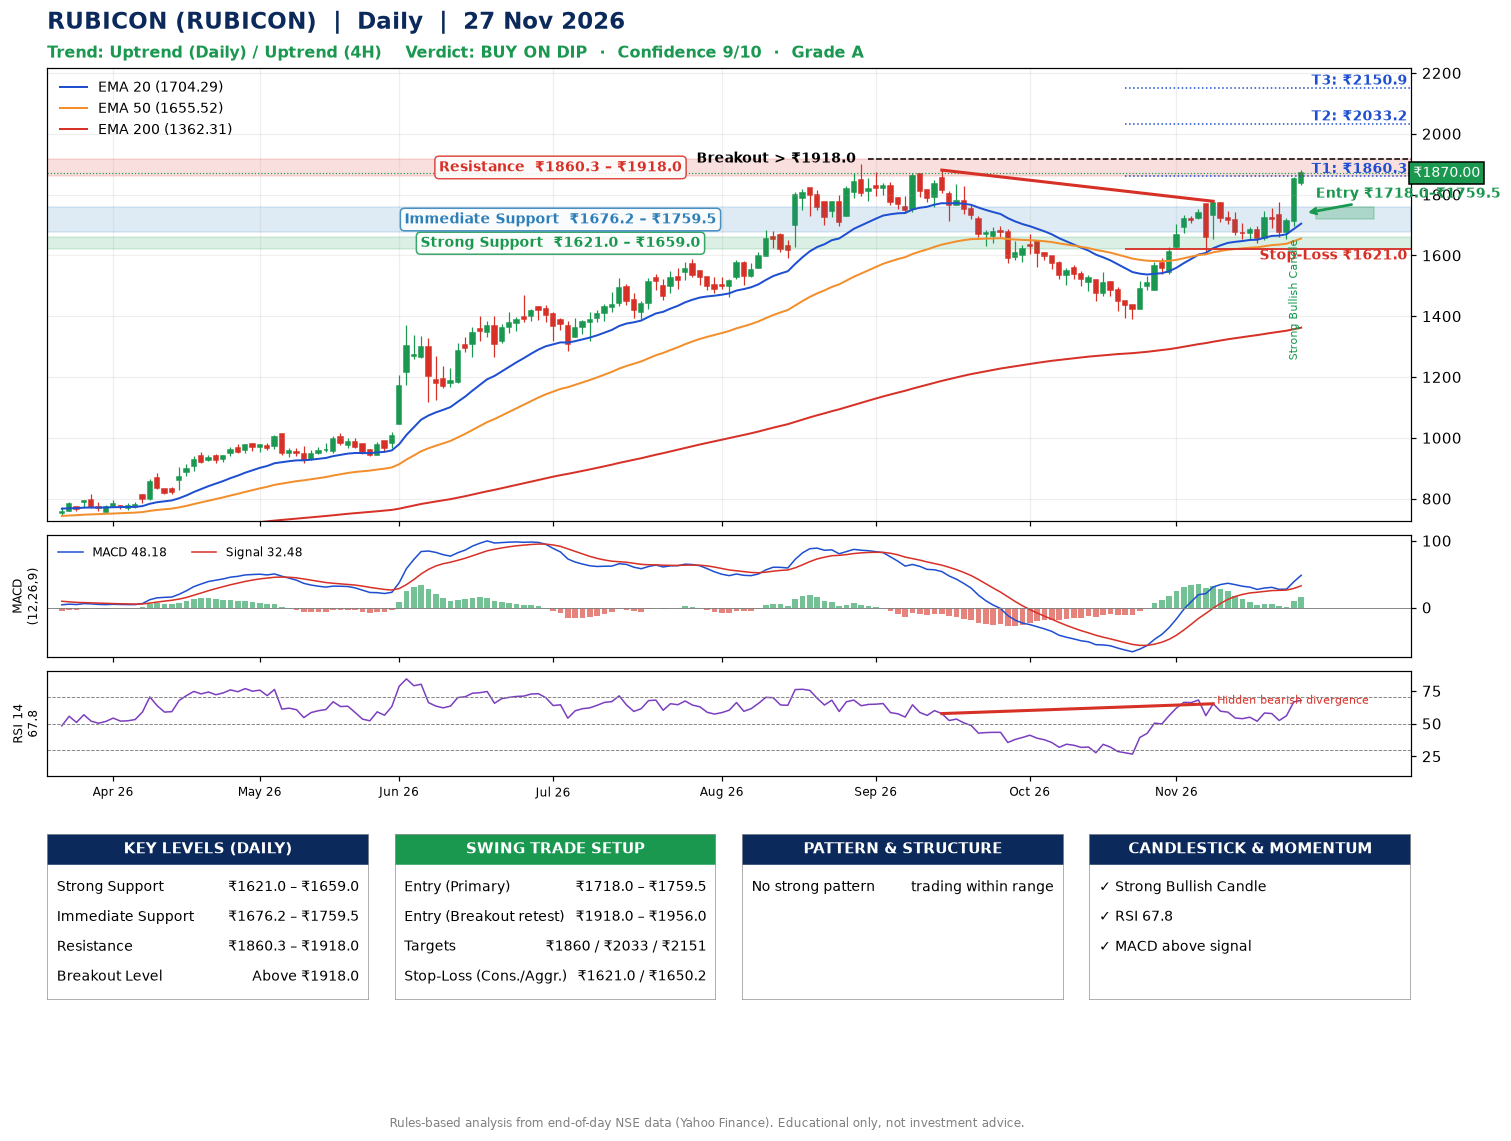 RUBICON (RUBICON) | Daily | 27 Nov 2026
Trend: Uptrend (Daily) / Uptrend (4H) Verdict: BUY ON DIP · Confidence 9/10 · Grade A
EMA 20 (1704.29)
EMA 50 (1655.52)
EMA 200 (1362.31)
T3: ₹2150.9
T2: ₹2033.2
Breakout > ₹1918.0
Resistance ₹1860.3 – ₹1918.0
T1: ₹1860.3
₹1870.00
Entry ₹1718.0–₹1759.5
Immediate Support ₹1676.2 – ₹1759.5
Strong Support ₹1621.0 – ₹1659.0
Stop-Loss ₹1621.0
Strong Bullish Candle
2200
2000
1800
1600
1400
1200
1000
800
MACD 48.18 Signal 32.48
MACD
(12,26,9)
100
0
RSI 14
67.8
Hidden bearish divergence
75
50
25
Apr 26 May 26 Jun 26 Jul 26 Aug 26 Sep 26 Oct 26 Nov 26
KEY LEVELS (DAILY)
Strong Support ₹1621.0 – ₹1659.0
Immediate Support ₹1676.2 – ₹1759.5
Resistance ₹1860.3 – ₹1918.0
Breakout Level Above ₹1918.0
SWING TRADE SETUP
Entry (Primary) ₹1718.0 – ₹1759.5
Entry (Breakout retest) ₹1918.0 – ₹1956.0
Targets ₹1860 / ₹2033 / ₹2151
Stop-Loss (Cons./Aggr.) ₹1621.0 / ₹1650.2
PATTERN & STRUCTURE
No strong pattern trading within range
CANDLESTICK & MOMENTUM
✓ Strong Bullish Candle
✓ RSI 67.8
✓ MACD above signal
Rules-based analysis from end-of-day NSE data (Yahoo Finance). Educational only, not investment advice.